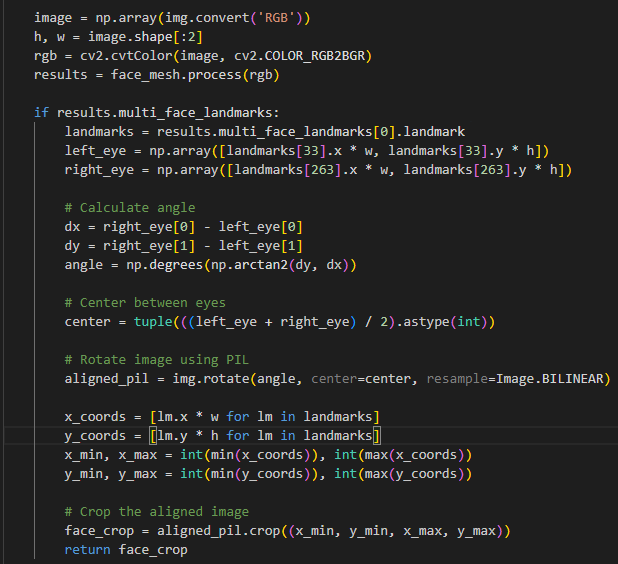 image = np.array(img.convert('RGB'))
h, w = image.shape[:2]
rgb = cv2.cvtColor(image, cv2.COLOR_RGB2BGR)
results = face_mesh.process(rgb)

if results.multi_face_landmarks:
    landmarks = results.multi_face_landmarks[0].landmark
    left_eye = np.array([landmarks[33].x * w, landmarks[33].y * h])
    right_eye = np.array([landmarks[263].x * w, landmarks[263].y * h])

    # Calculate angle
    dx = right_eye[0] - left_eye[0]
    dy = right_eye[1] - left_eye[1]
    angle = np.degrees(np.arctan2(dy, dx))

    # Center between eyes
    center = tuple(((left_eye + right_eye) / 2).astype(int))

    # Rotate image using PIL
    aligned_pil = img.rotate(angle, center=center, resample=Image.BILINEAR)

    x_coords = [lm.x * w for lm in landmarks]
    y_coords = [lm.y * h for lm in landmarks]
    x_min, x_max = int(min(x_coords)), int(max(x_coords))
    y_min, y_max = int(min(y_coords)), int(max(y_coords))

    # Crop the aligned image
    face_crop = aligned_pil.crop((x_min, y_min, x_max, y_max))
    return face_crop